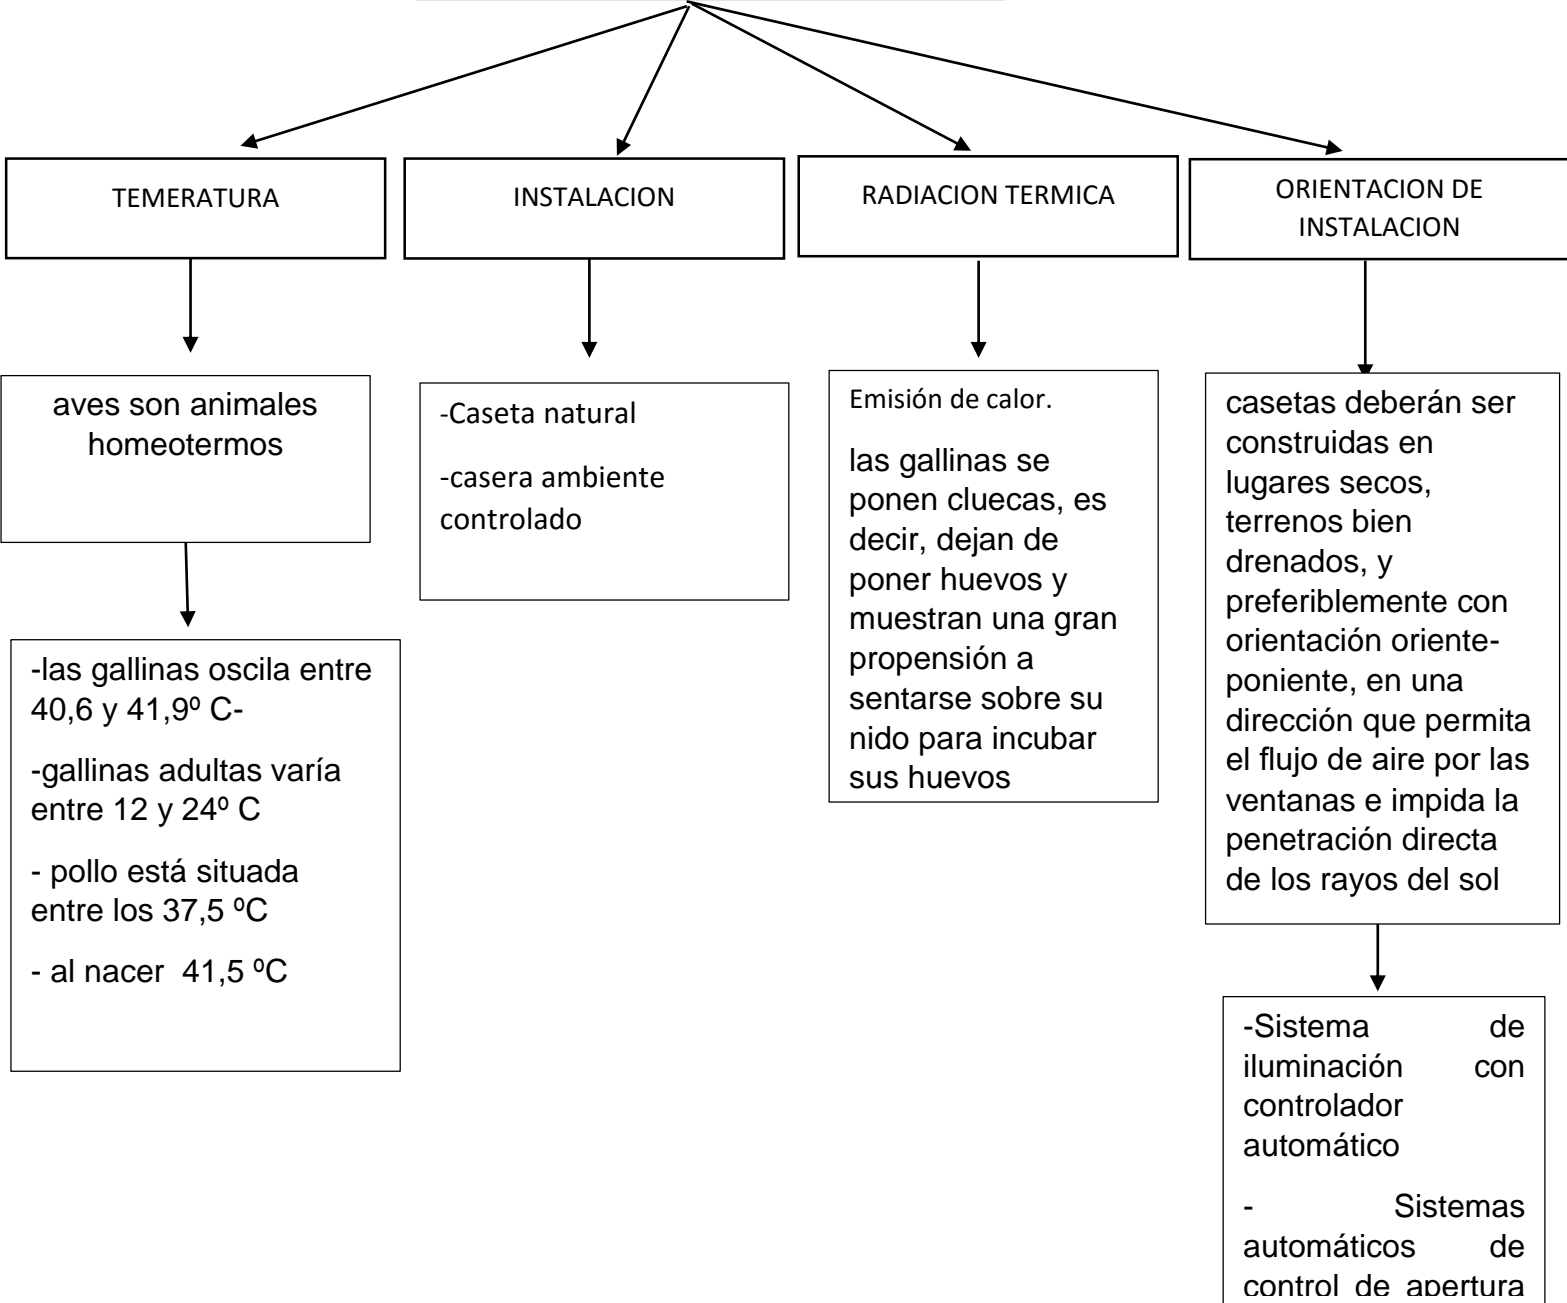 TEMERATURA
INSTALACION
RADIACION TERMICA
ORIENTACION DE
INSTALACION
aves son animales
homeotermos
-las gallinas oscila entre
40,6 y 41,9º C-
-gallinas adultas varía
entre 12 y 24º C
- pollo está situada
entre los 37,5 ºC
- al nacer 41,5 ºC
-Caseta natural
-casera ambiente
controlado
Emisión de calor.
las gallinas se
ponen cluecas, es
decir, dejan de
poner huevos y
muestran una gran
propensión a
sentarse sobre su
nido para incubar
sus huevos
casetas deberán ser
construidas en
lugares secos,
terrenos bien
drenados, y
preferiblemente con
orientación oriente-
poniente, en una
dirección que permita
el flujo de aire por las
ventanas e impida la
penetración directa
de los rayos del sol
-Sistema de
iluminación con
controlador
automático
- Sistemas
automáticos de
control de apertura